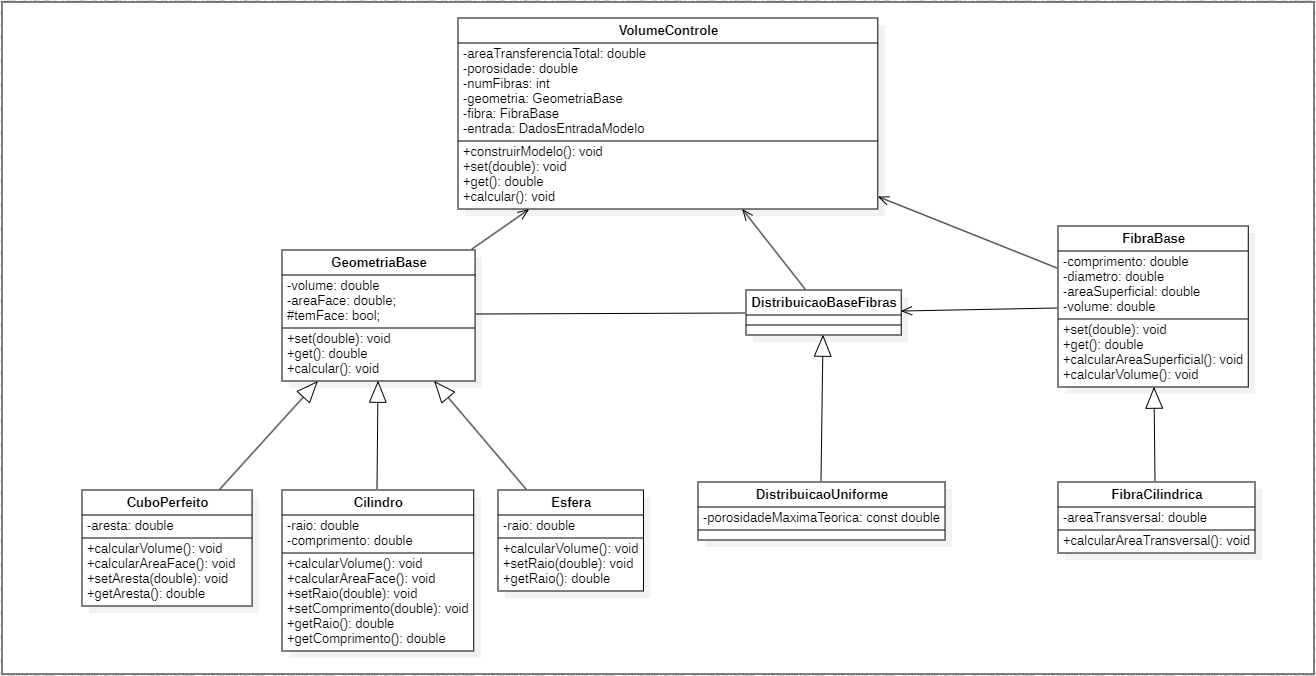 VolumeControle
-areaTransferenciaTotal: double
-porosidade: double
-numFibras: int
-geometria: GeometriaBase
-fibra: FibraBase
-entrada: DadosEntradaModelo
+construirModelo(): void
+set(double): void
+get(): double
+calcular(): void
GeometriaBase
-volume: double
-areaFace: double;
#temFace: bool;
+set(double): void
+get(): double
+calcular(): void
DistribuicaoBaseFibras
FibraBase
-comprimento: double
-diametro: double
-areaSuperficial: double
-volume: double
+set(double): void
+get(): double
+calcularAreaSuperficial(): void
+calcularVolume(): void
CuboPerfeito
-aresta: double
+calcularVolume(): void
+calcularAreaFace(): void
+setAresta(double): void
+getAresta(): double
Cilindro
-raio: double
-comprimento: double
+calcularVolume(): void
+calcularAreaFace(): void
+setRaio(double): void
+setComprimento(double): void
+getRaio(): double
+getComprimento(): double
Esfera
-raio: double
+calcularVolume(): void
+setRaio(double): void
+getRaio(): double
DistribuicaoUniforme
-porosidadeMaximaTeorica: const double
FibraCilindrica
-areaTransversal: double
+calcularAreaTransversal(): void